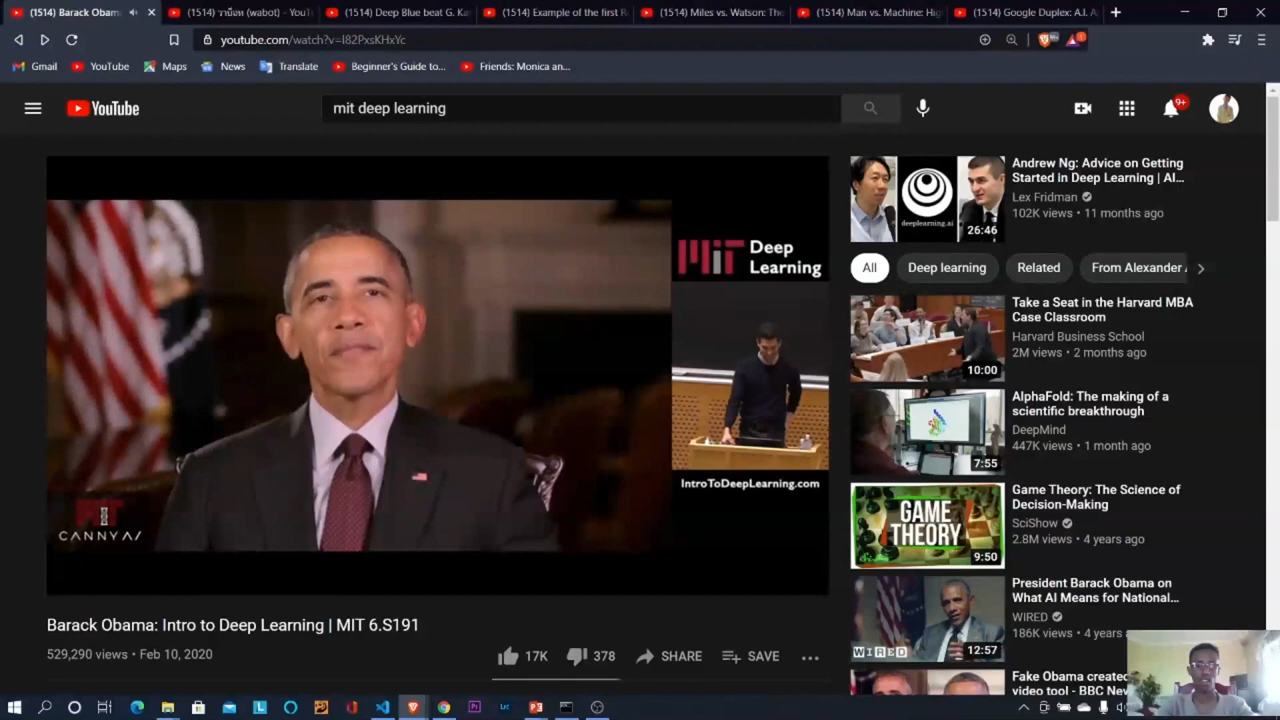 (1514) Barack Obama
(1514) วาบ็อท (wabot) - YouT
(1514) Deep Blue beat G. Ka
(1514) Example of the first R
(1514) Miles vs. Watson: The
(1514) Man vs. Machine: Hig
(1514) Google Duplex: A.I. A
youtube.com/watch?v=l82PxsKHxYc
Gmail
YouTube
Maps
News
Translate
Beginner's Guide to...
Friends: Monica an...
YouTube
mit deep learning
9+
MIT Deep Learning
IntroToDeepLearning.com
MIT
CANNY AI
Barack Obama: Intro to Deep Learning | MIT 6.S191
529,290 views • Feb 10, 2020
17K
378
SHARE
SAVE
deeplearning.ai
26:46
Andrew Ng: Advice on Getting
Started in Deep Learning | AI...
Lex Fridman
102K views • 11 months ago
All
Deep learning
Related
From Alexander
10:00
Take a Seat in the Harvard MBA
Case Classroom
Harvard Business School
2M views • 2 months ago
7:55
AlphaFold: The making of a
scientific breakthrough
DeepMind
447K views • 1 month ago
GAME
THEORY
9:50
Game Theory: The Science of
Decision-Making
SciShow
2.8M views • 4 years ago
WIRED
12:57
President Barack Obama on
What AI Means for National...
WIRED
186K views • 4 years
Fake Obama created
video tool - BBC New